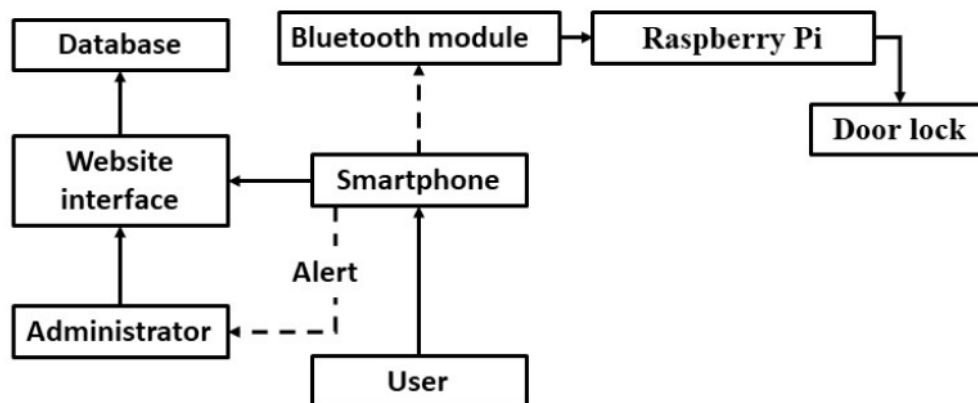 Database
Bluetooth module
Raspberry Pi
Door lock
Website
interface
Smartphone
Alert
Administrator
User